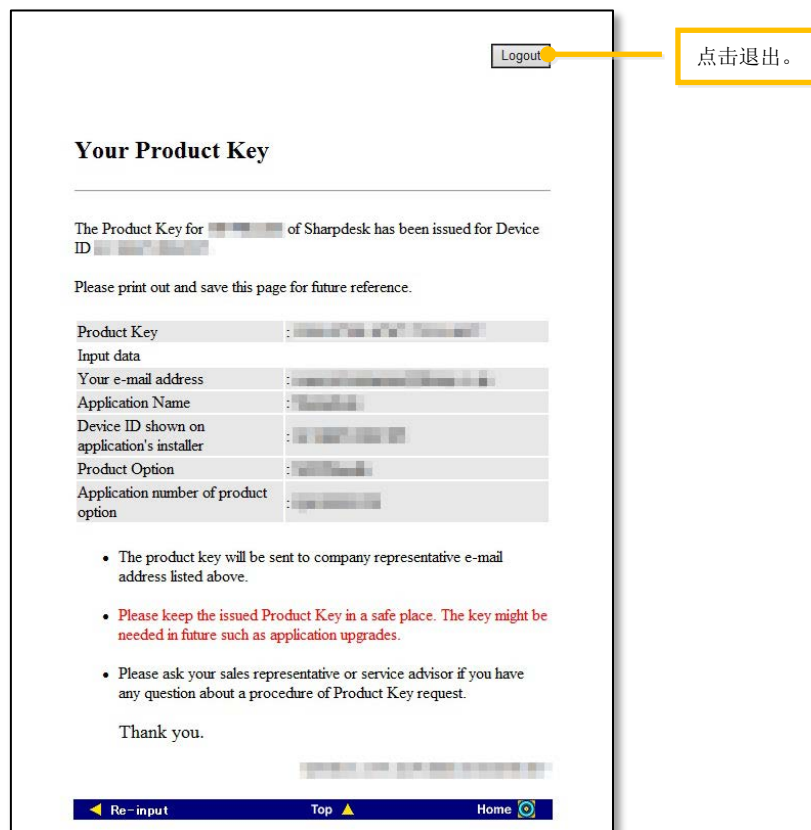 Logout
点击退出。
Your Product Key
The Product Key for of Sharpdesk has been issued for Device
ID
Please print out and save this page for future reference.
Product Key :
Input data
Your e-mail address :
Application Name :
Device ID shown on
application's installer :
Product Option :
Application number of product
option :
• The product key will be sent to company representative e-mail
address listed above.
• Please keep the issued Product Key in a safe place. The key might be
needed in future such as application upgrades.
• Please ask your sales representative or service advisor if you have
any question about a procedure of Product Key request.
Thank you.
Re-input Top Home